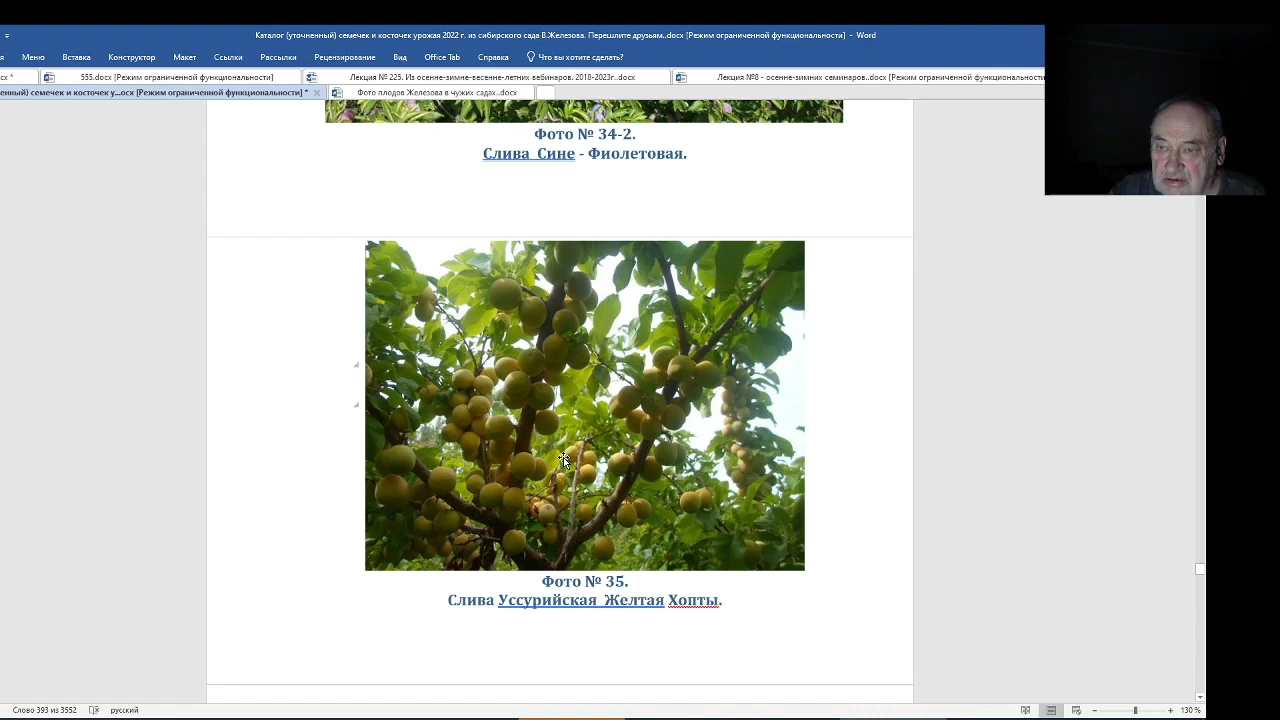 Каталог (уточненный) семечек и косточек урожая 2022 г. из сибирского сада В.Железова. Перешлите друзьям..docx [Режим ограниченной функциональности] - Word
Меню Вставка Конструктор Макет Ссылки Рассылки Рецензирование Вид Office Tab Справка Что вы хотите сделать?
cx * 555.docx [Режим ограниченной функциональности] Лекция № 225. Из осенне-зимне-весенне-летних вебинаров. 2018-2023г..docx Лекция №8 - осенне-зимних семинаров..docx [Режим ограниченной функциональности]
енный) семечек и косточек у...осх [Режим ограниченной функциональности] * Фото плодов Железова в чужих садах..docx
Фото № 34-2.
Слива Сине - Фиолетовая.
Фото № 35.
Слива Уссурийская Желтая Хопты.
Слово 393 из 3552 русский 130%